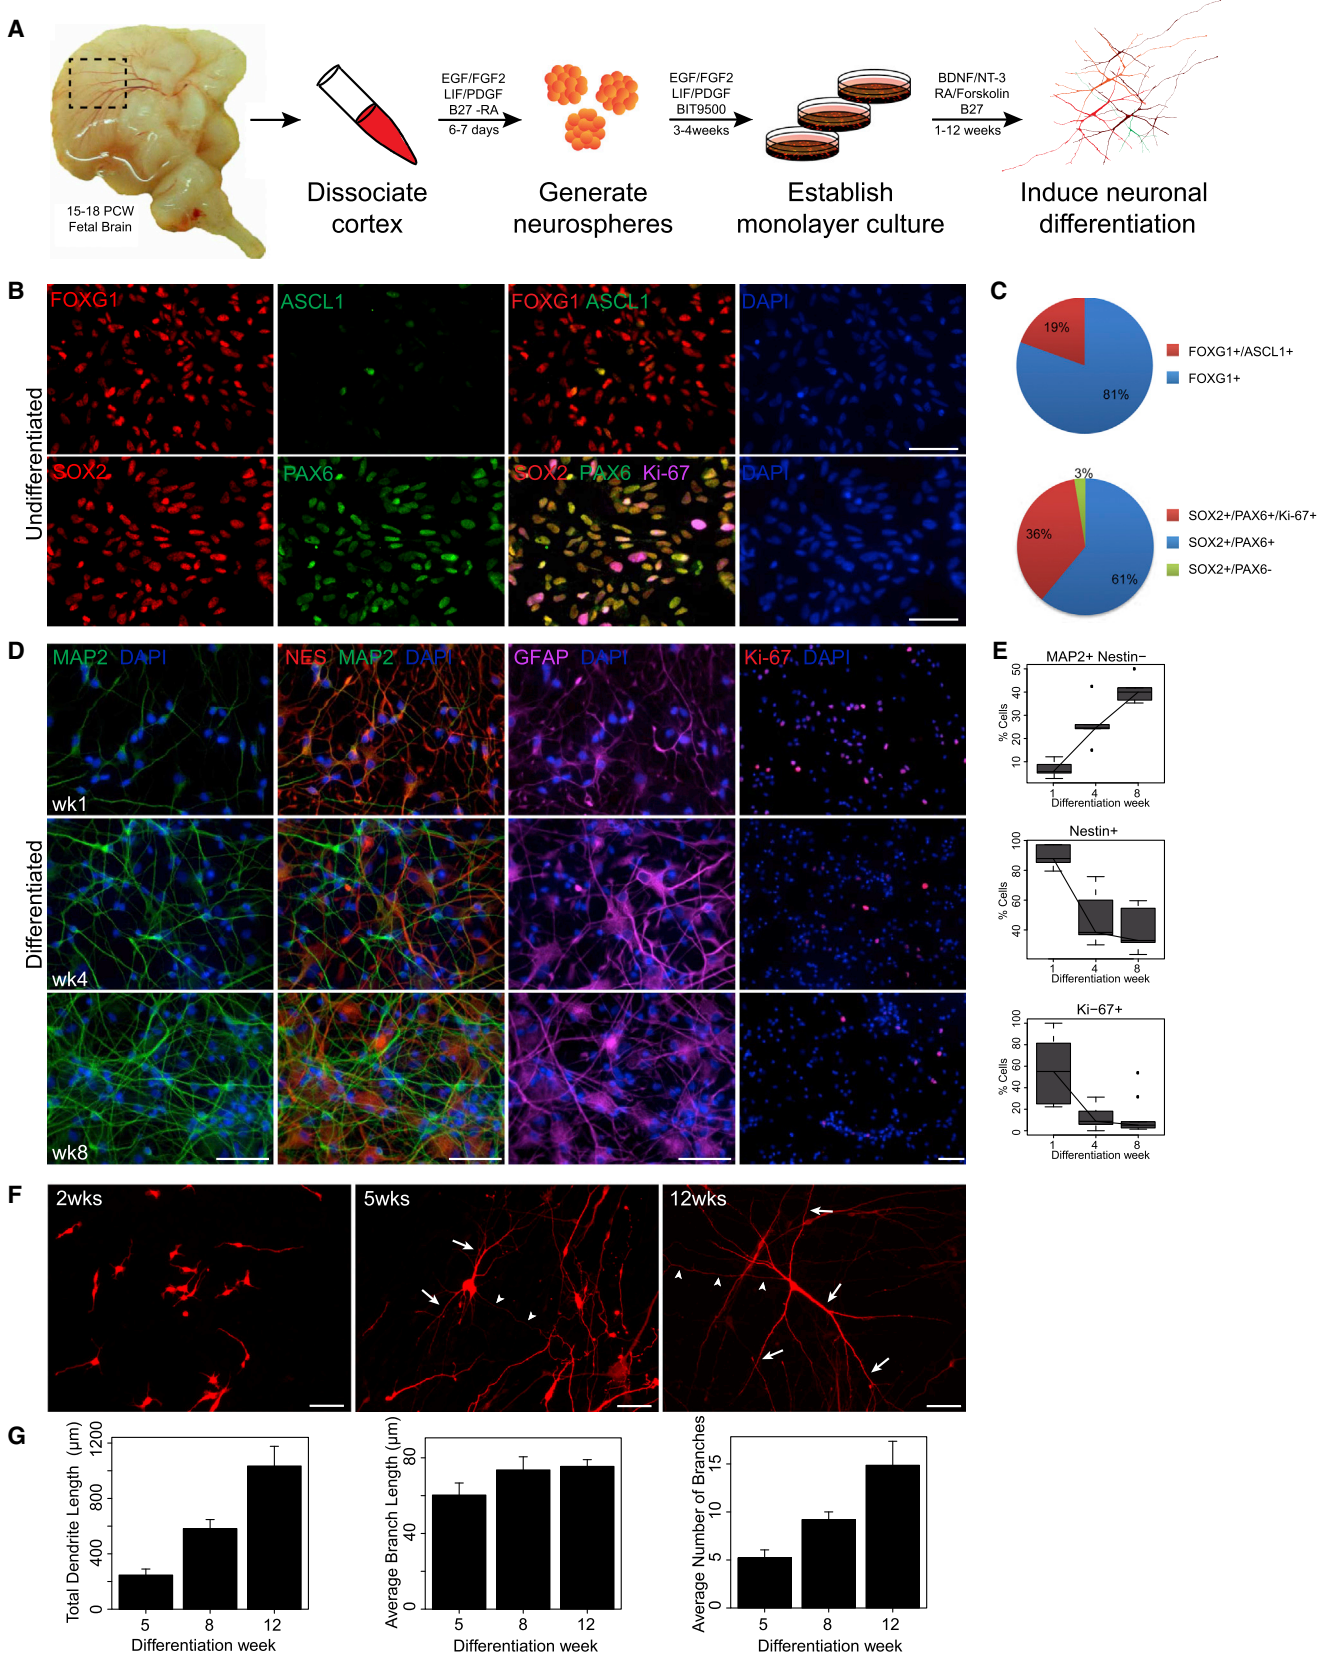 A
15-18 PCW
Fetal Brain
Dissociate
cortex
EGF/FGF2
LIF/PDGF
B27 -RA
6-7 days
Generate
neurospheres
EGF/FGF2
LIF/PDGF
BIT9500
3-4weeks
Establish
monolayer culture
BDNF/NT-3
RA/Forskolin
B27
1-12 weeks
Induce neuronal
differentiation
B
Undifferentiated
FOXG1
ASCL1
FOXG1 ASCL1
DAPI
SOX2
PAX6
SOX2 PAX6 Ki-67
DAPI
C
19%
81%
FOXG1+/ASCL1+
FOXG1+
3%
36%
61%
SOX2+/PAX6+/Ki-67+
SOX2+/PAX6+
SOX2+/PAX6-
D
Differentiated
MAP2 DAPI
NES MAP2 DAPI
GFAP DAPI
Ki-67 DAPI
wk1
wk4
wk8
E
MAP2+ Nestin−
% Cells
50
40
30
20
10
1 4 8
Differentiation week
Nestin+
% Cells
100
80
60
40
1 4 8
Differentiation week
Ki−67+
% Cells
100
80
60
40
20
0
1 4 8
Differentiation week
F
2wks
5wks
12wks
G
Total Dendrite Length (µm)
1200
800
400
0
5 8 12
Differentiation week
Average Branch Length (µm)
80
40
0
5 8 12
Differentiation week
Average Number of Branches
15
10
5
0
5 8 12
Differentiation week